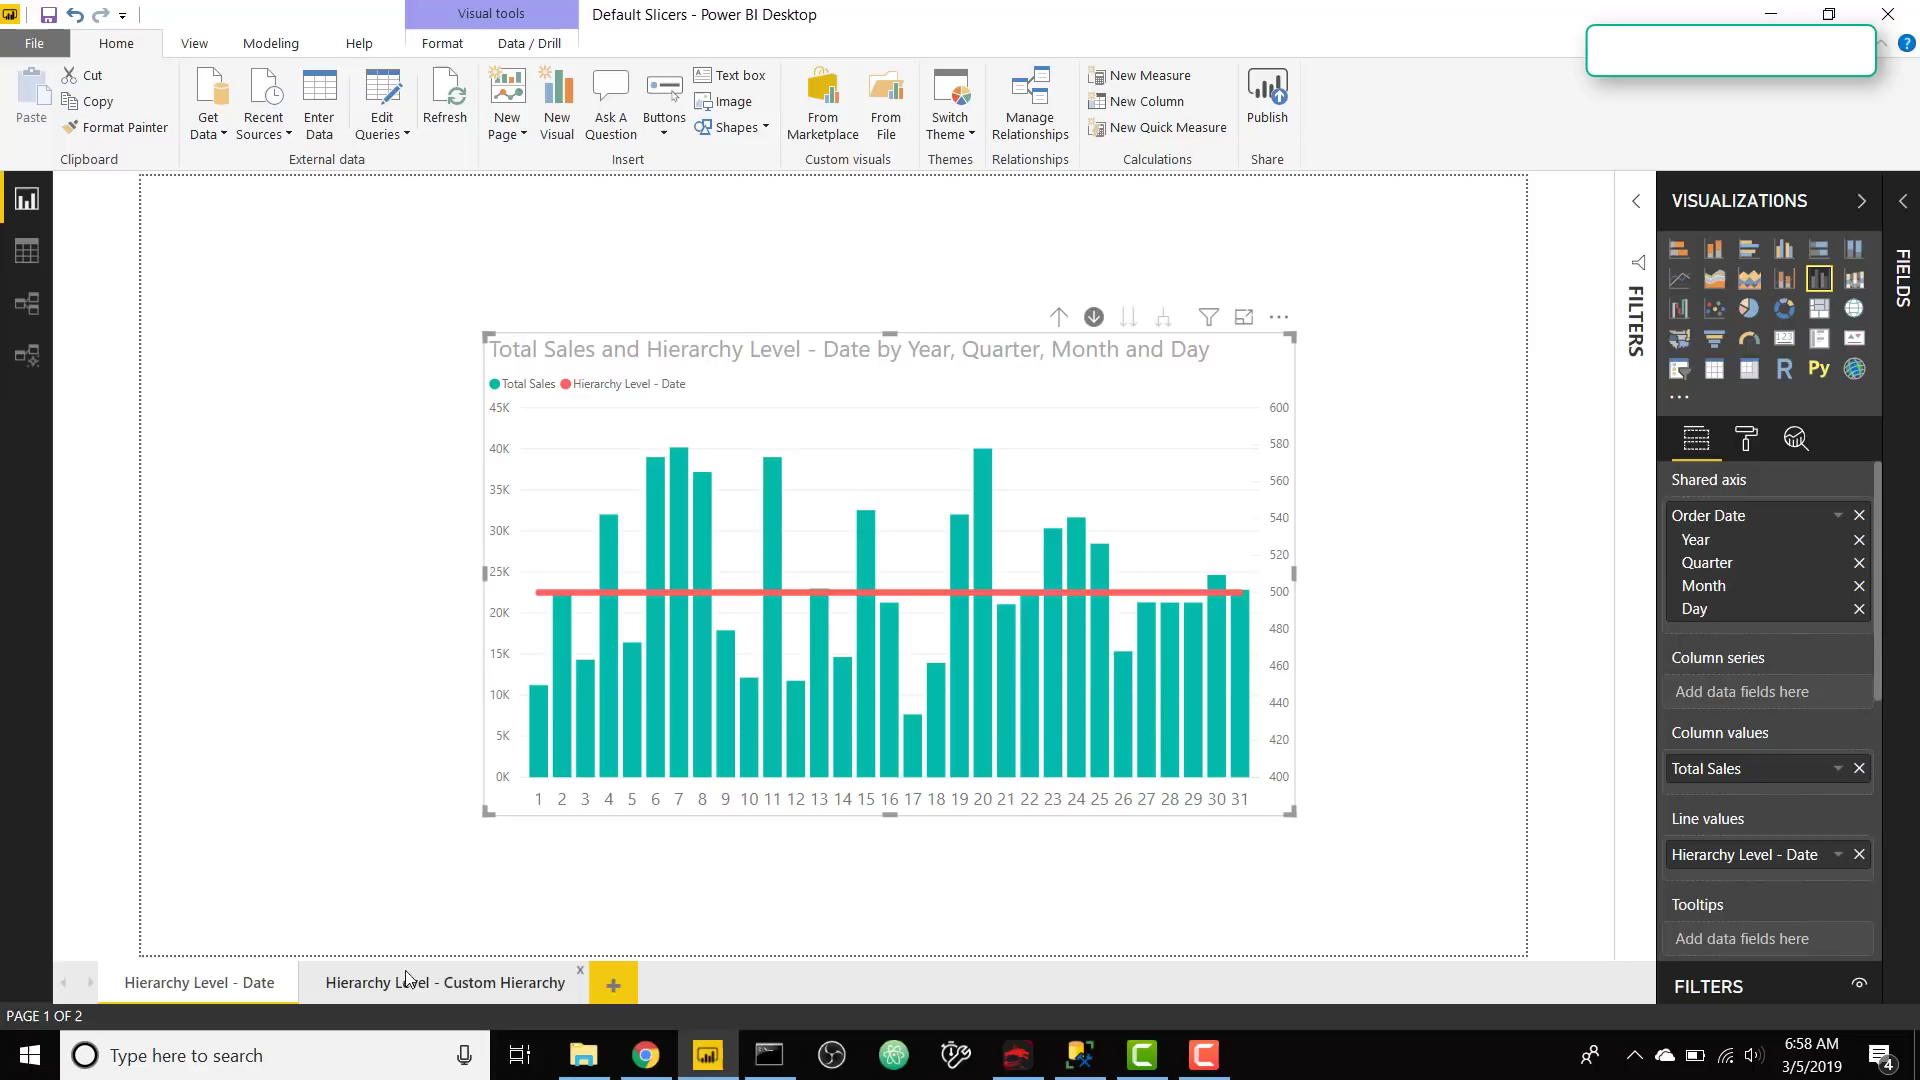 Visual tools
Default Slicers - Power BI Desktop
File
Home
View
Modeling
Help
Format
Data / Drill
?
Paste
Cut
Copy
Format Painter
Clipboard
Get Data
Recent Sources
Enter Data
Edit Queries
Refresh
External data
New Page
New Visual
Ask A Question
Buttons
Text box
Image
Shapes
Insert
From Marketplace
From File
Custom visuals
Switch Theme
Themes
Manage Relationships
Relationships
New Measure
New Column
New Quick Measure
Calculations
Publish
Share
Total Sales and Hierarchy Level - Date by Year, Quarter, Month and Day
Total Sales
Hierarchy Level - Date
45K
40K
35K
30K
25K
20K
15K
10K
5K
0K
600
580
560
540
520
500
480
460
440
420
400
1 2 3 4 5 6 7 8 9 10 11 12 13 14 15 16 17 18 19 20 21 22 23 24 25 26 27 28 29 30 31
FILTERS
VISUALIZATIONS
R
Py
123
Shared axis
Order Date
Year
Quarter
Month
Day
Column series
Add data fields here
Column values
Total Sales
Line values
Hierarchy Level - Date
Tooltips
Add data fields here
FILTERS
FIELDS
Hierarchy Level - Date
Hierarchy Level - Custom Hierarchy
PAGE 1 OF 2
Type here to search
6:58 AM
3/5/2019
4